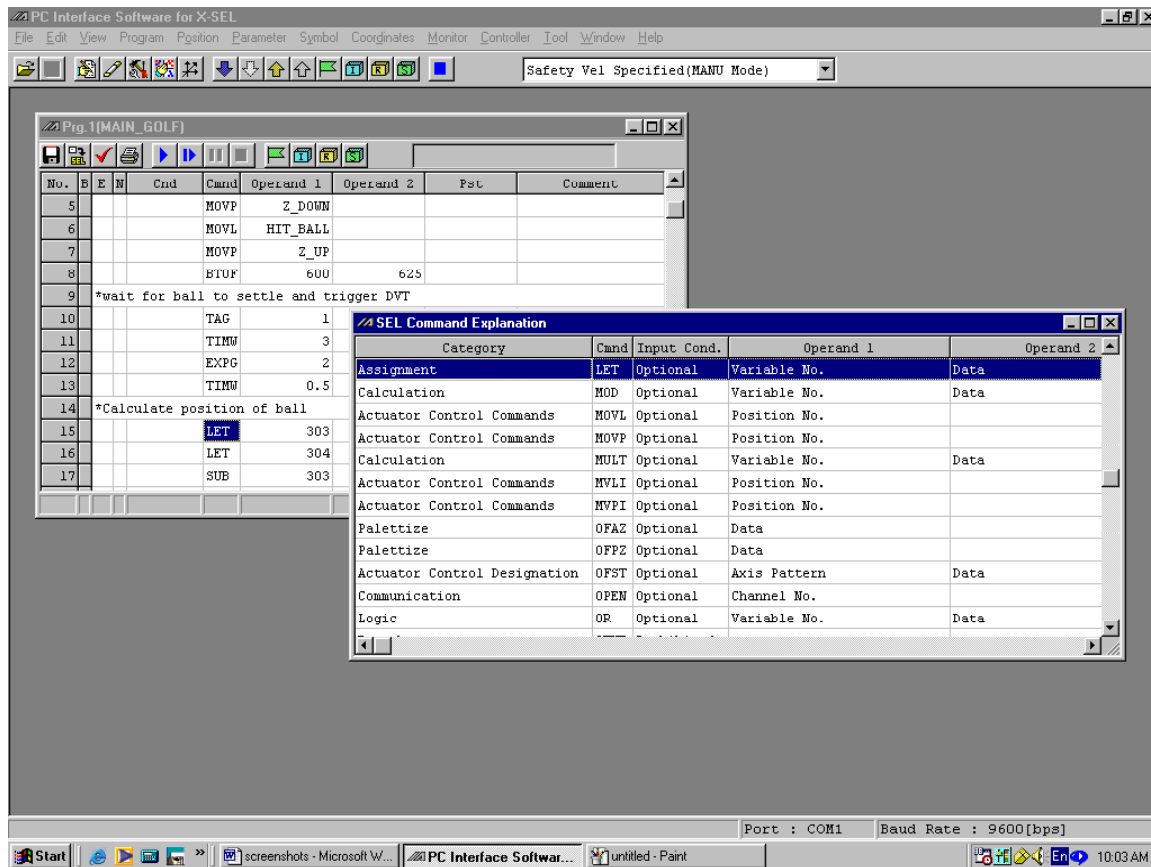 PC Interface Software for X-SEL
File Edit View Program Position Parameter Symbol Coordinates Monitor Controller Tool Window Help
Safety Vel Specified(MANU Mode)
Prg.1(MAIN_GOLF)
No. B E N Cnd Cmnd Operand 1 Operand 2 Pst Comment
5 MOVP Z_DOWN
6 MOVL HIT_BALL
7 MOVP Z_UP
8 BTOF 600 625
9 *wait for ball to settle and trigger DVT
10 TAG 1
11 TIMW 3
12 EXPG 2
13 TIMW 0.5
14 *Calculate position of ball
15 LET 303
16 LET 304
17 SUB 303
SEL Command Explanation
Category Cmnd Input Cond. Operand 1 Operand 2
Assignment LET Optional Variable No. Data
Calculation MOD Optional Variable No. Data
Actuator Control Commands MOVL Optional Position No.
Actuator Control Commands MOVP Optional Position No.
Calculation MULT Optional Variable No. Data
Actuator Control Commands MVLI Optional Position No.
Actuator Control Commands MVPI Optional Position No.
Palettize OFAZ Optional Data
Palettize OFPZ Optional Data
Actuator Control Designation OFST Optional Axis Pattern Data
Communication OPEN Optional Channel No.
Logic OR Optional Variable No. Data
Port : COM1 Baud Rate : 9600[bps]
Start » screenshots - Microsoft W... PC Interface Softwar... untitled - Paint En 10:03 AM